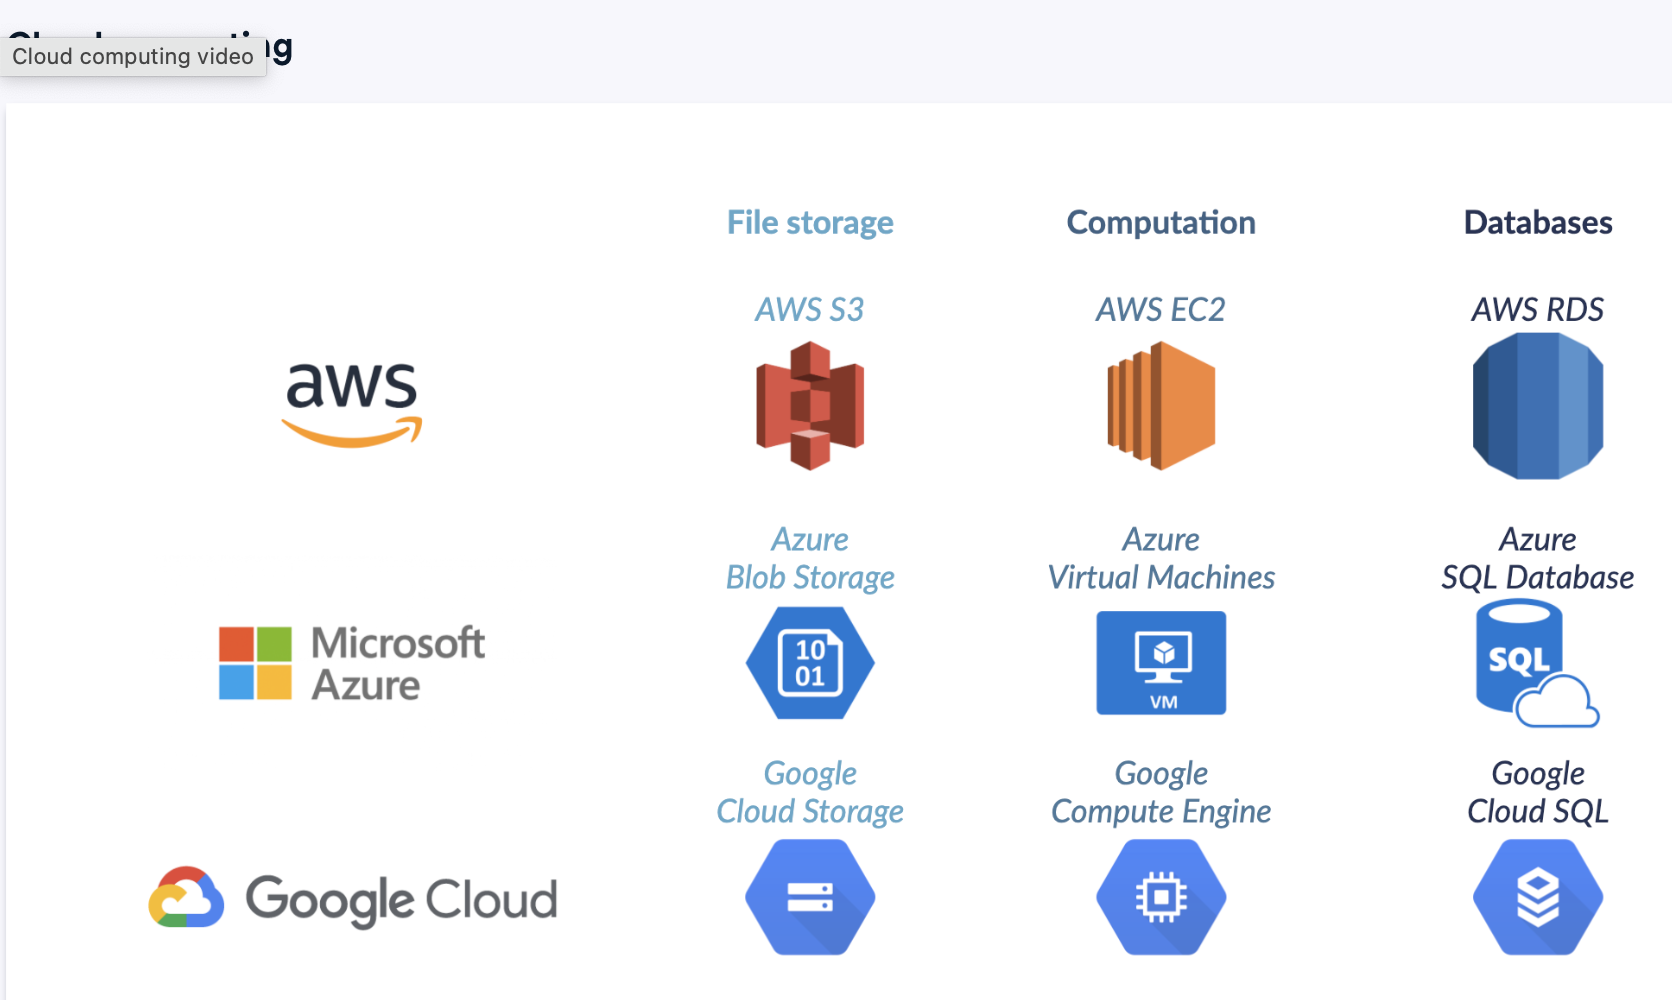 Cloud computing video
ng
File storage
Computation
Databases
AWS S3
AWS EC2
AWS RDS
aws
Azure
Blob Storage
Azure
Virtual Machines
Azure
SQL Database
Microsoft
Azure
10
01
VM
SQL
Google
Cloud Storage
Google
Compute Engine
Google
Cloud SQL
Google Cloud